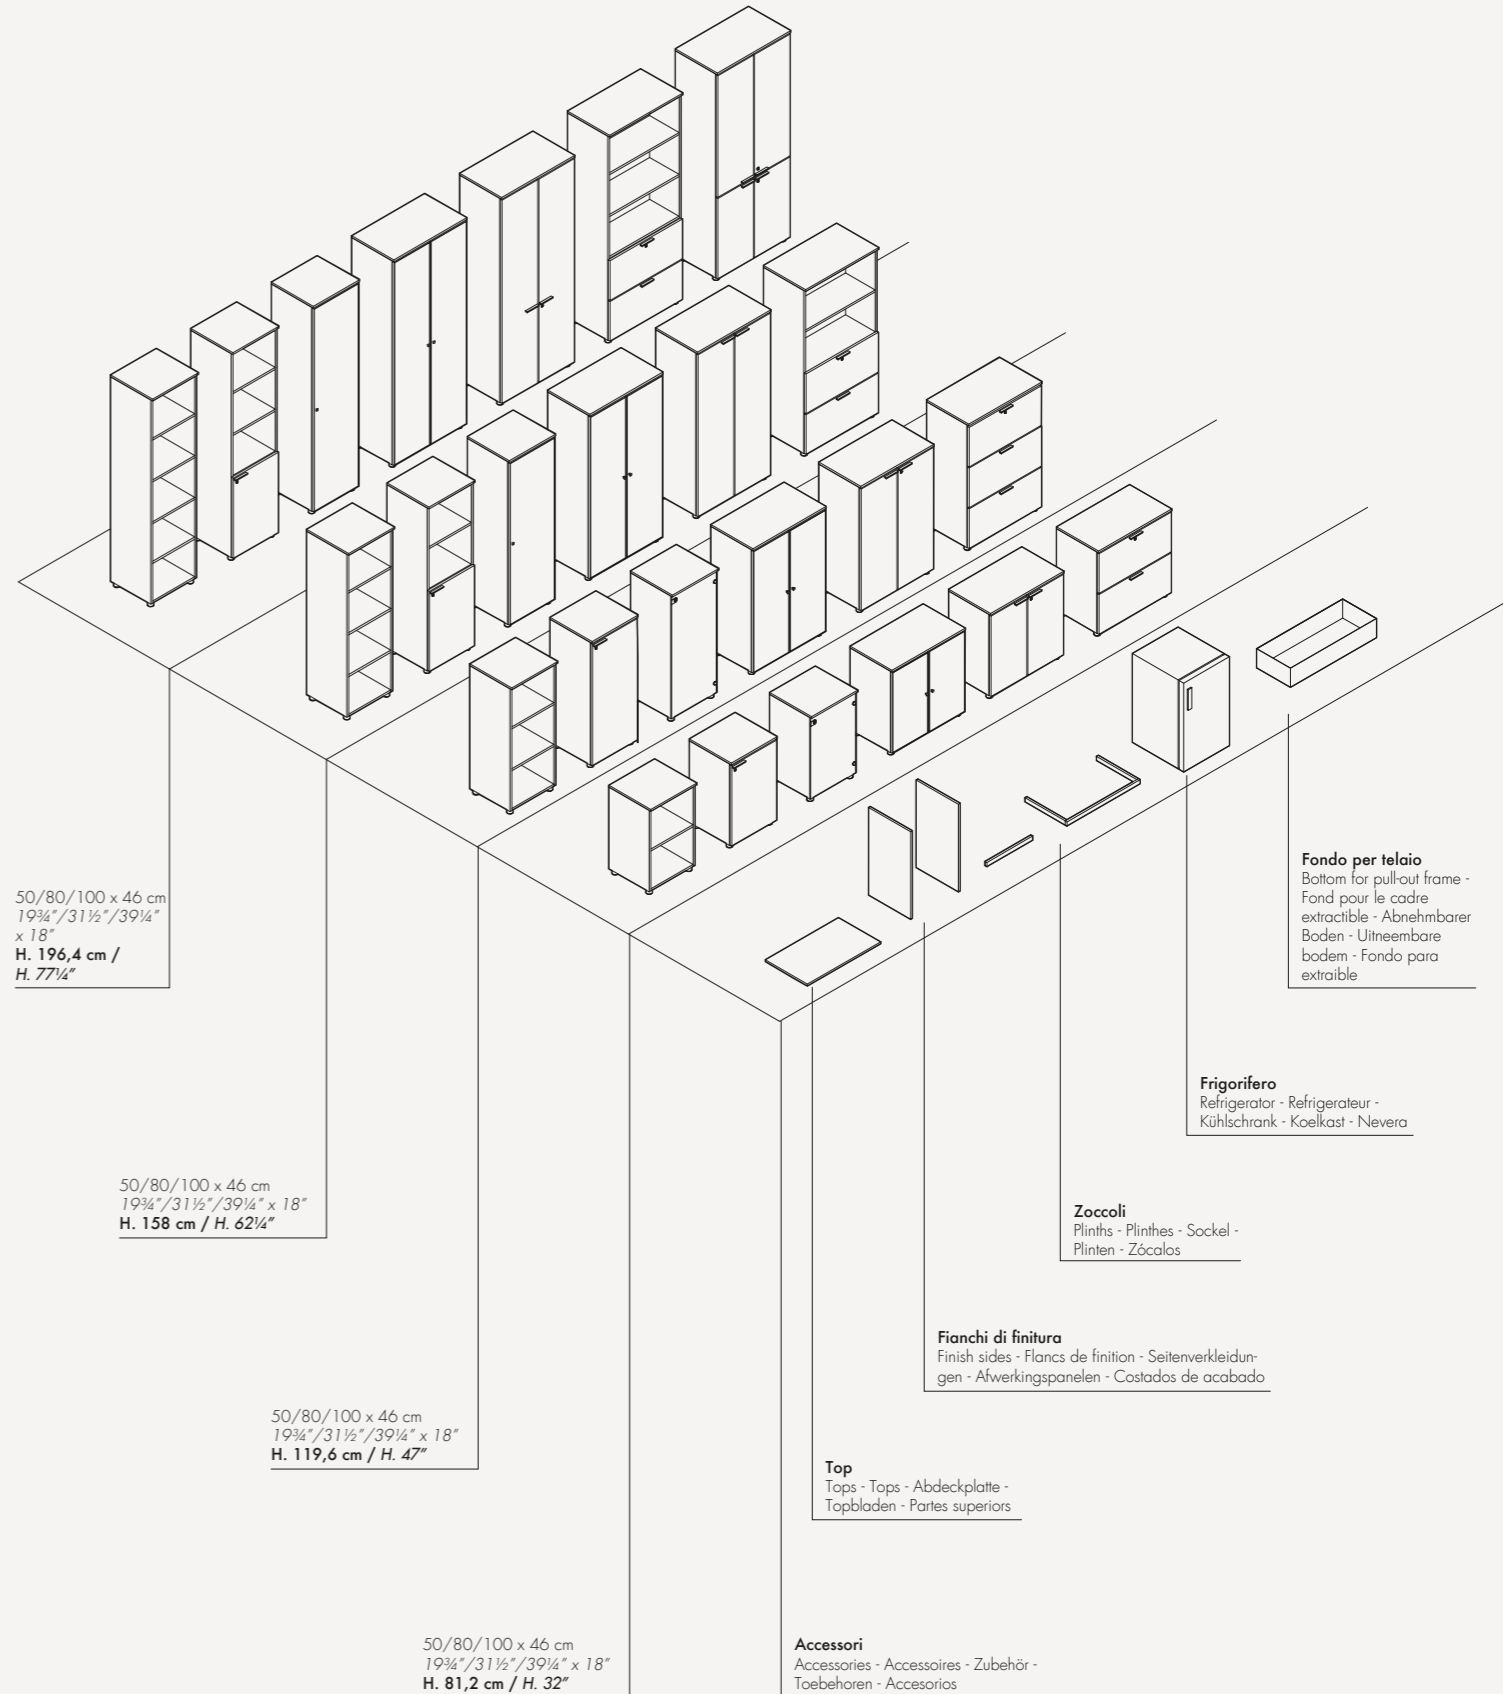 50/80/100 x 46 cm
19¾”/31½”/39¼”
x 18”
H. 196,4 cm /
H. 77¼”
50/80/100 x 46 cm
19¾”/31½”/39¼” x 18”
H. 158 cm / H. 62¼”
50/80/100 x 46 cm
19¾”/31½”/39¼” x 18”
H. 119,6 cm / H. 47”
50/80/100 x 46 cm
19¾”/31½”/39¼” x 18”
H. 81,2 cm / H. 32”
Accessori
Accessories - Accessoires - Zubehör -
Toebehoren - Accesorios
Top
Tops - Tops - Abdeckplatte -
Topbladen - Partes superiors
Fianchi di finitura
Finish sides - Flancs de finition - Seitenverkleidun-
gen - Afwerkingspanelen - Costados de acabado
Zoccoli
Plinths - Plinthes - Sockel -
Plinten - Zócalos
Frigorifero
Refrigerator - Refrigerateur -
Kühlschrank - Koelkast - Nevera
Fondo per telaio
Bottom for pull-out frame -
Fond pour le cadre
extractible - Abnehmbarer
Boden - Uitneembare
bodem - Fondo para
extraible